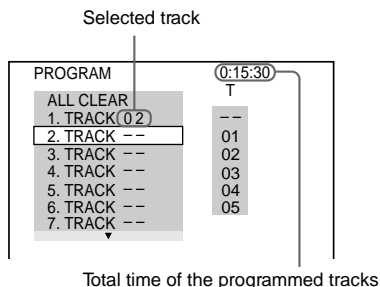 Selected track
PROGRAM 0:15:30
T
ALL CLEAR
1. TRACK 0 2 – –
2. TRACK – – 01
3. TRACK – – 02
4. TRACK – – 03
5. TRACK – – 04
6. TRACK – – 05
7. TRACK – –
Total time of the programmed tracks